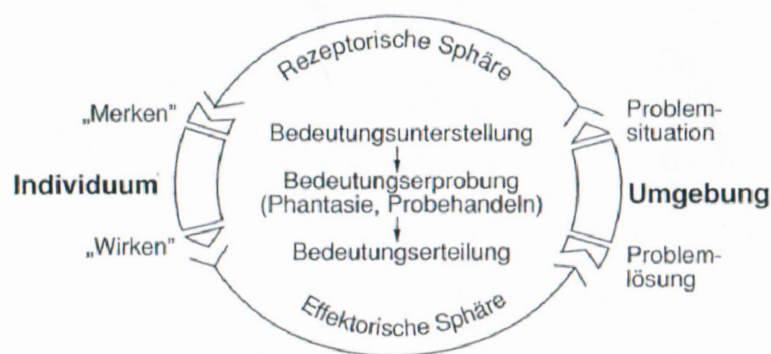 Rezeptorische Sphäre
„Merken"
Problem-
situation
Bedeutungsunterstellung
Individuum
Bedeutungserprobung
(Phantasie, Probehandeln)
Umgebung
„Wirken"
Bedeutungserteilung
Problem-
lösung
Effektorische Sphäre